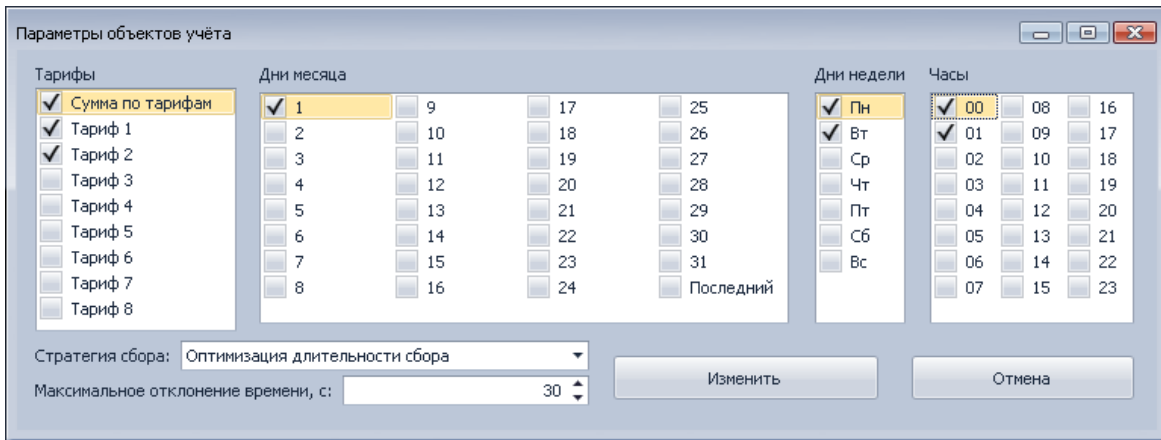 Параметры объектов учёта
Тарифы
Сумма по тарифам
Тариф 1
Тариф 2
Тариф 3
Тариф 4
Тариф 5
Тариф 6
Тариф 7
Тариф 8
Дни месяца
1 9 17 25
2 10 18 26
3 11 19 27
4 12 20 28
5 13 21 29
6 14 22 30
7 15 23 31
8 16 24 Последний
Дни недели
Пн
Вт
Ср
Чт
Пт
Сб
Вс
Часы
00 08 16
01 09 17
02 10 18
03 11 19
04 12 20
05 13 21
06 14 22
07 15 23
Стратегия сбора: Оптимизация длительности сбора
Максимальное отклонение времени, с: 30
Изменить
Отмена